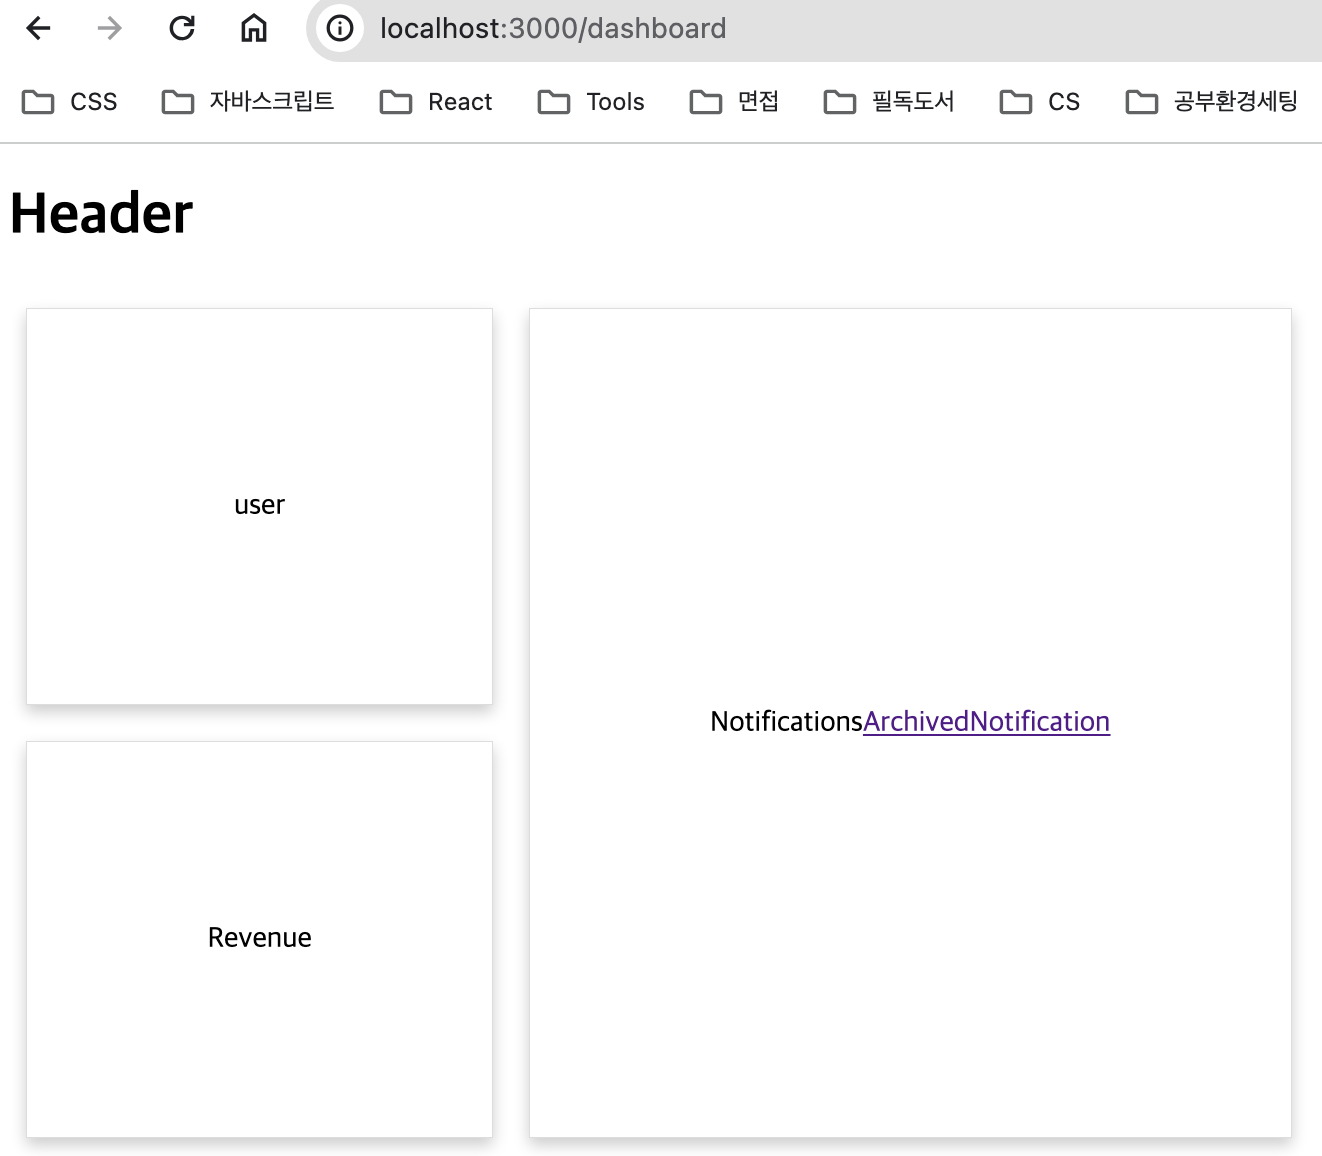 localhost:3000/dashboard
CSS 자바스크립트 React Tools 면접 필독도서 CS 공부환경세팅
Header
user
NotificationsArchivedNotification
Revenue